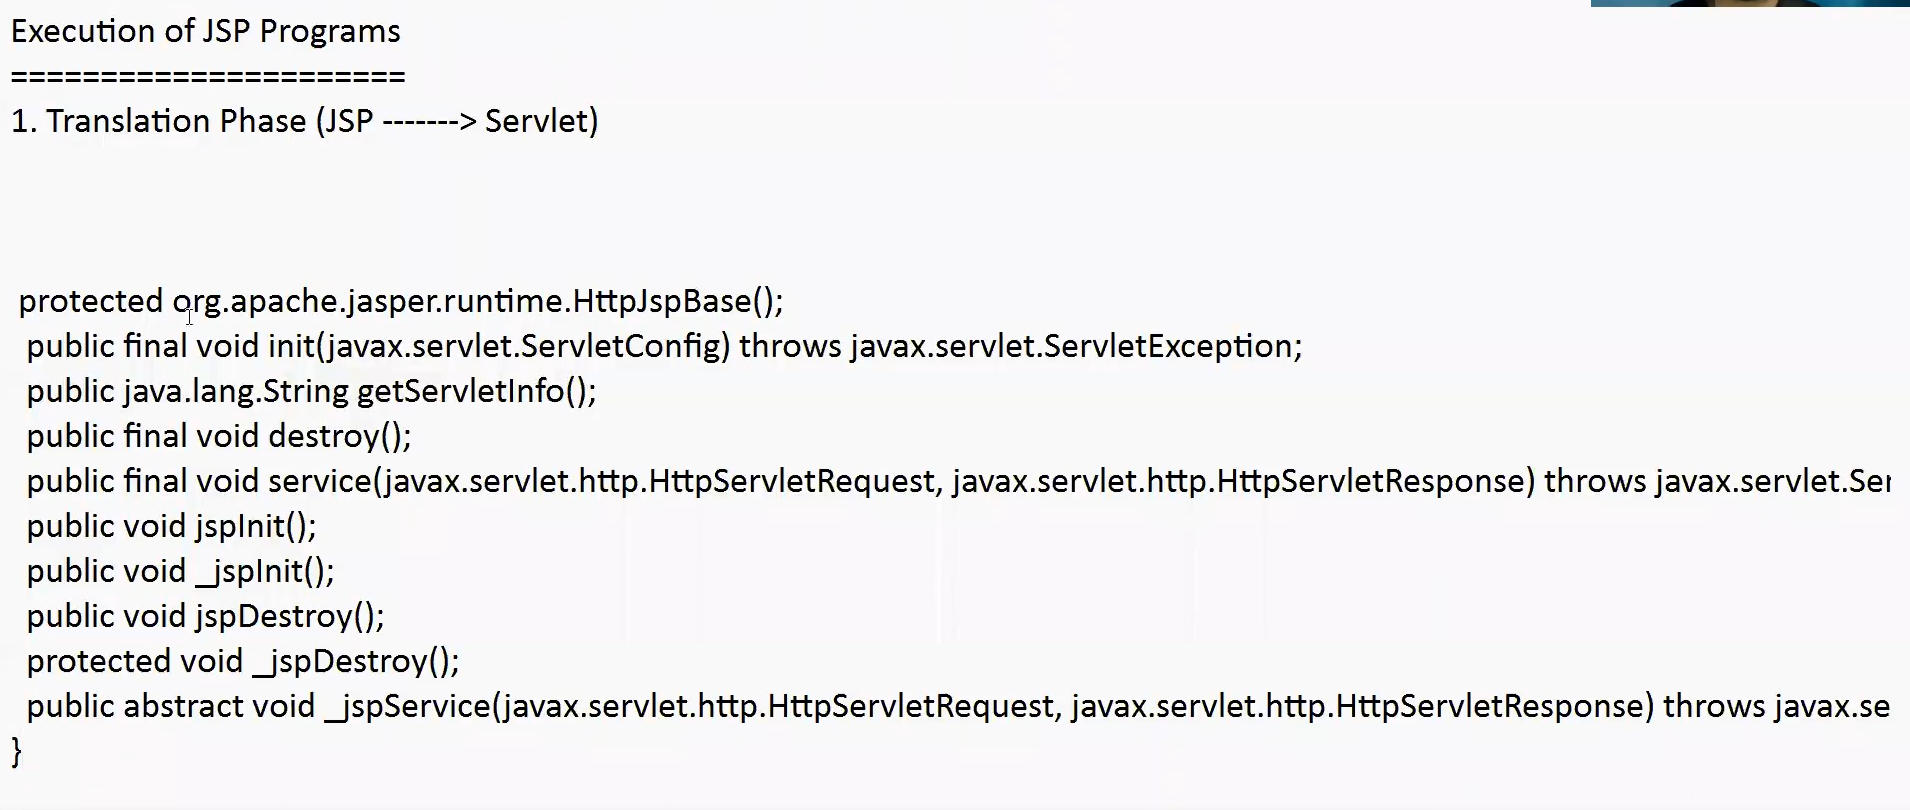 Execution of JSP Programs
======================
1. Translation Phase (JSP -------> Servlet)
protected org.apache.jasper.runtime.HttpJspBase();
public final void init(javax.servlet.ServletConfig) throws javax.servlet.ServletException;
public java.lang.String getServletInfo();
public final void destroy();
public final void service(javax.servlet.http.HttpServletRequest, javax.servlet.http.HttpServletResponse) throws javax.servlet.Ser
public void jspInit();
public void _jspInit();
public void jspDestroy();
protected void _jspDestroy();
public abstract void _jspService(javax.servlet.http.HttpServletRequest, javax.servlet.http.HttpServletResponse) throws javax.se
}